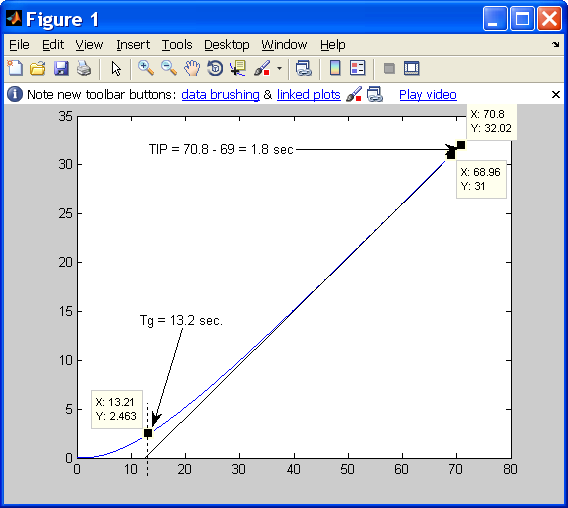 Figure 1
File Edit View Insert Tools Desktop Window Help
Note new toolbar buttons: data brushing & linked plots Play video
X: 70.8
Y: 32.02
TIP = 70.8 - 69 = 1.8 sec
X: 68.96
Y: 31
Tg = 13.2 sec.
X: 13.21
Y: 2.463
35
30
25
20
15
10
5
0
0 10 20 30 40 50 60 70 80